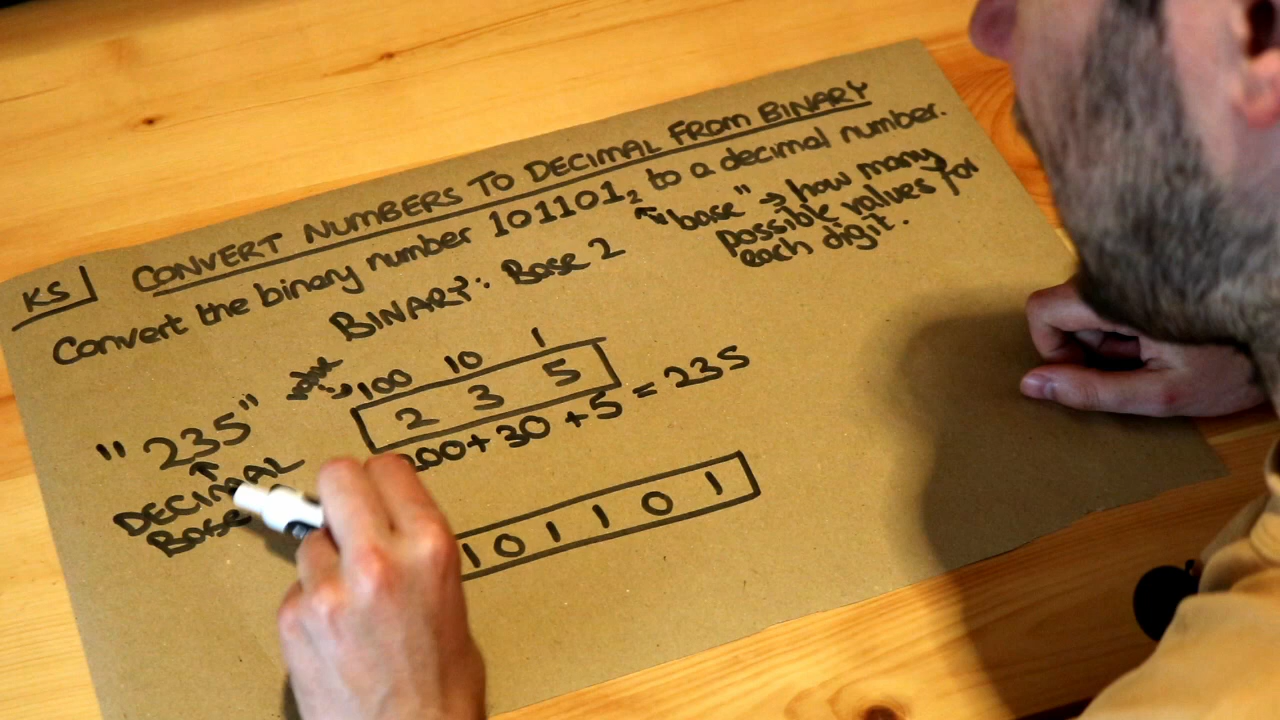 KS
CONVERT NUMBERS TO DECIMAL FROM BINARY
Convert the binary number 101101₂ to a decimal number.
"base" → how many
possible values for
each digit.
BINARY: Base 2
100 10 1
"235"
2 3 5
200 + 30 + 5 = 235
DECIMAL
Base
1 0 1 1 0 1